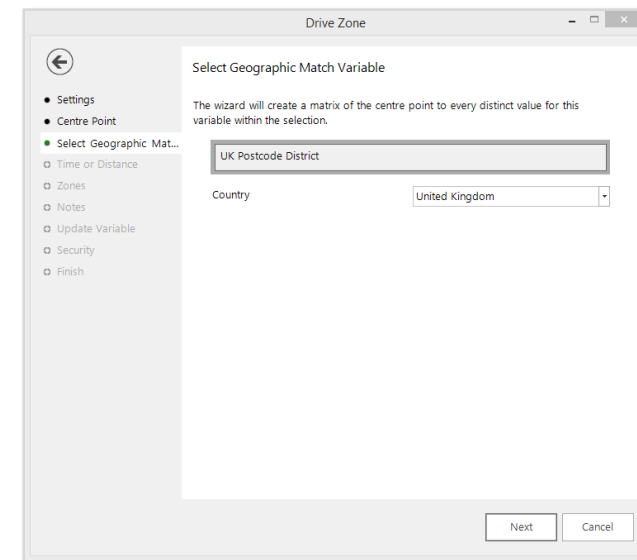 Drive Zone
Select Geographic Match Variable
Settings
Centre Point
Select Geographic Mat...
Time or Distance
Zones
Notes
Update Variable
Security
Finish
The wizard will create a matrix of the centre point to every distinct value for this
variable within the selection.
UK Postcode District
Country
United Kingdom
Next
Cancel